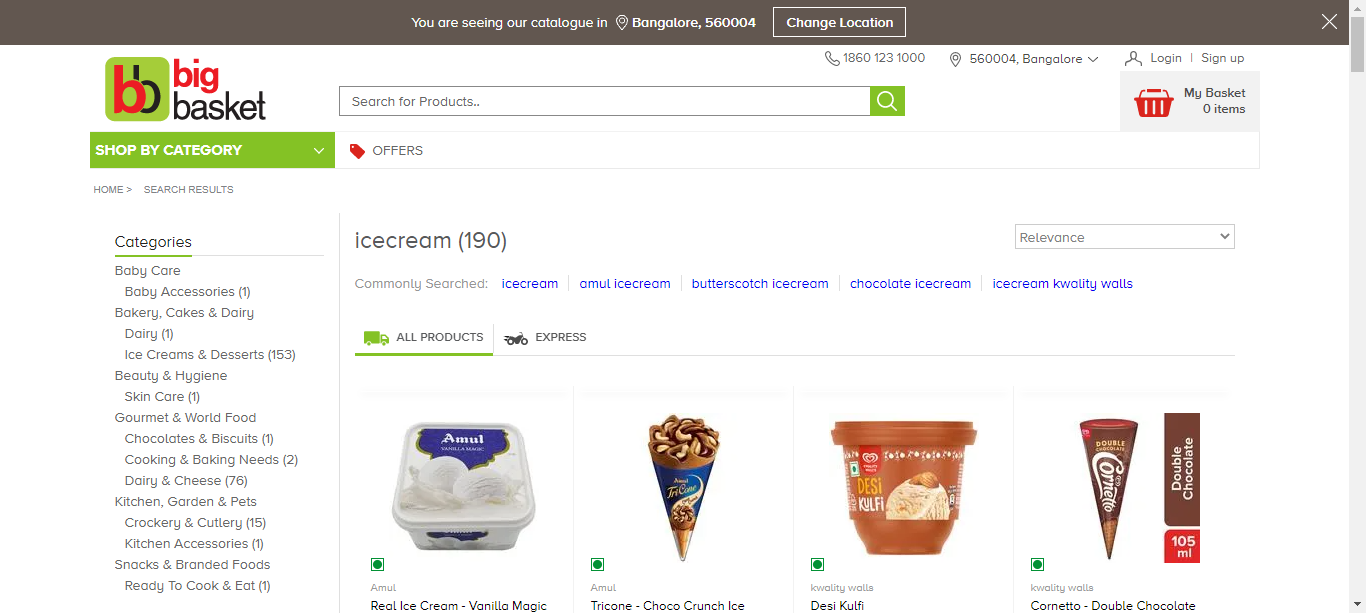 You are seeing our catalogue in Bangalore, 560004 Change Location
1860 123 1000 560004, Bangalore Login | Sign up
big
basket
bb
Search for Products..
My Basket
0 items
SHOP BY CATEGORY OFFERS
HOME > SEARCH RESULTS
Categories
Baby Care
Baby Accessories (1)
Bakery, Cakes & Dairy
Dairy (1)
Ice Creams & Desserts (153)
Beauty & Hygiene
Skin Care (1)
Gourmet & World Food
Chocolates & Biscuits (1)
Cooking & Baking Needs (2)
Dairy & Cheese (76)
Kitchen, Garden & Pets
Crockery & Cutlery (15)
Kitchen Accessories (1)
Snacks & Branded Foods
Ready To Cook & Eat (1)
icecream (190)
Relevance
Commonly Searched: icecream amul icecream butterscotch icecream chocolate icecream icecream kwality walls
ALL PRODUCTS EXPRESS
Amul
VANILLA MAGIC
Amul
Real Ice Cream - Vanilla Magic
Amul
TriCone
Amul
Tricone - Choco Crunch Ice
KWALITY WALL'S
DESI
KULFI
kwality walls
Desi Kulfi
DOUBLE
CHOCOLATE
Cornetto
Double
Chocolate
105
ml
kwality walls
Cornetto - Double Chocolate